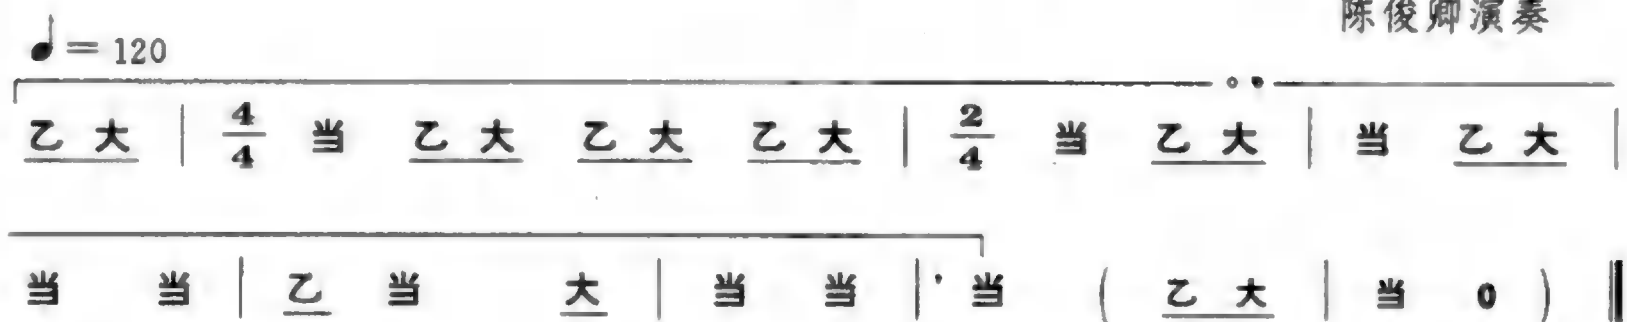 陈俊卿演奏
♩= 120
乙 大 | 4/4 当 乙 大 乙 大 乙 大 | 2/4 当 乙 大 | 当 乙 大 |
当 当 | 乙 当 大 | 当 当 | 当 ( 乙 大 | 当 0 ) ‖